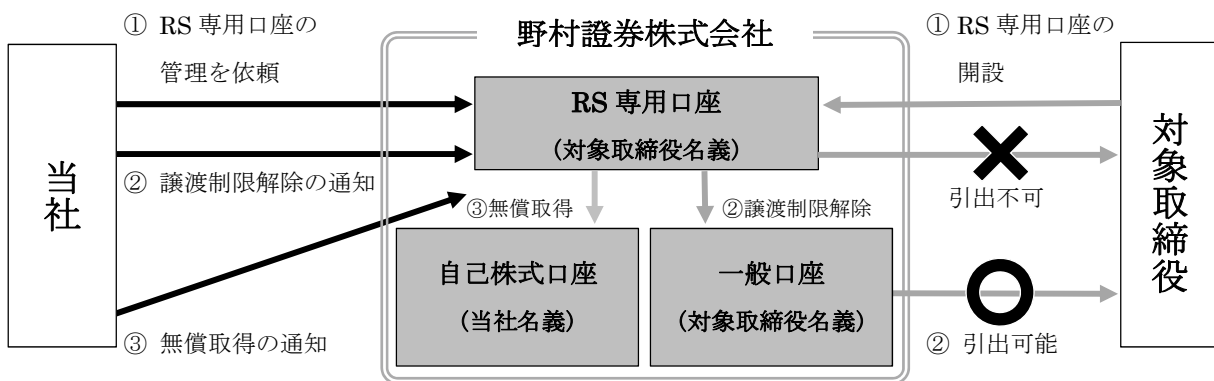 ① RS 専用口座の
管理を依頼
野村證券株式会社
① RS 専用口座の
開設
当社
RS 専用口座
(対象取締役名義)
対象取締役
② 譲渡制限解除の通知
引出不可
③無償取得
②譲渡制限解除
自己株式口座
(当社名義)
一般口座
(対象取締役名義)
③ 無償取得の通知
② 引出可能